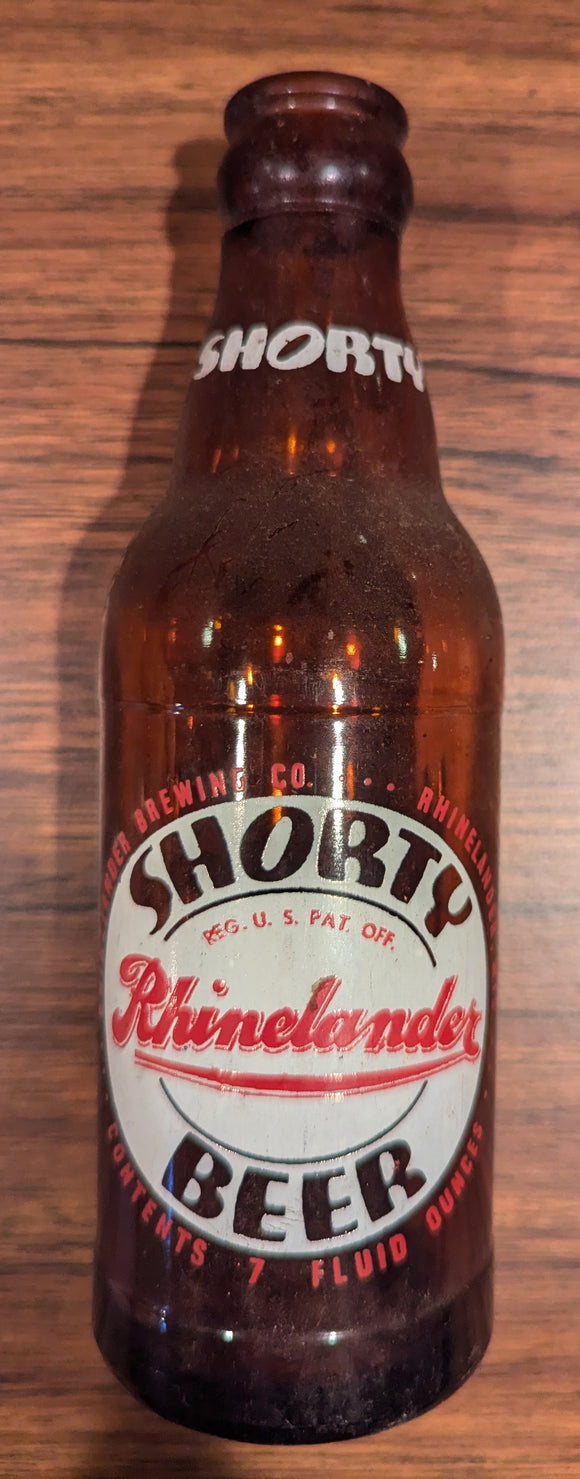 SHORTY
BREWING CO. . . . RHINELANDER
SHORTY
REG. U. S. PAT. OFF.
Rhinelander
BEER
CONTENTS 7 FLUID OUNCES